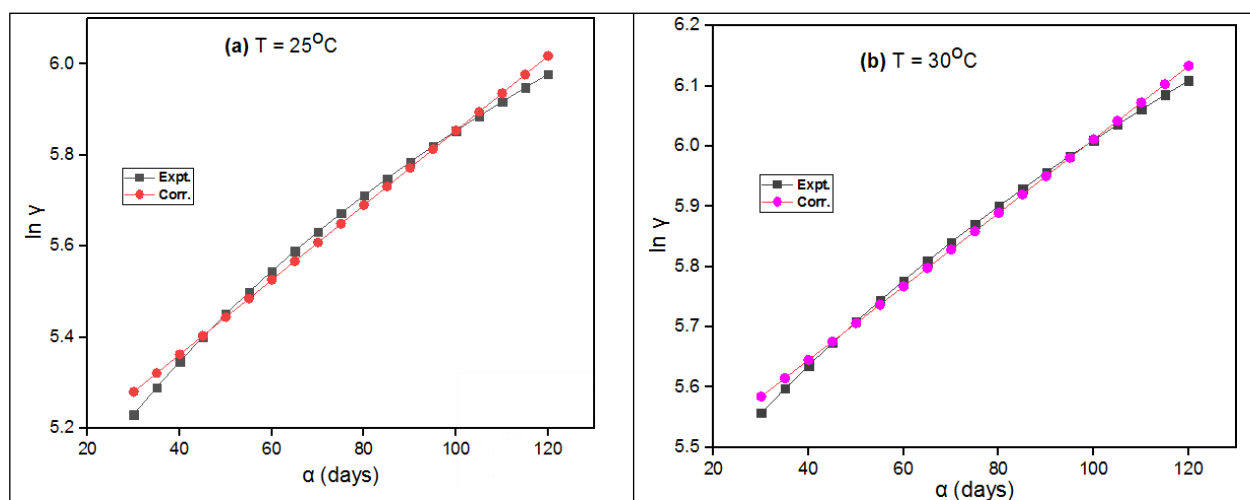 (a) T = 25°C
6.0
5.8
5.6
5.4
5.2
ln γ
Expt.
Corr.
20 40 60 80 100 120
α (days)
(b) T = 30°C
6.2
6.1
6.0
5.9
5.8
5.7
5.6
5.5
ln γ
Expt.
Corr.
20 40 60 80 100 120
α (days)